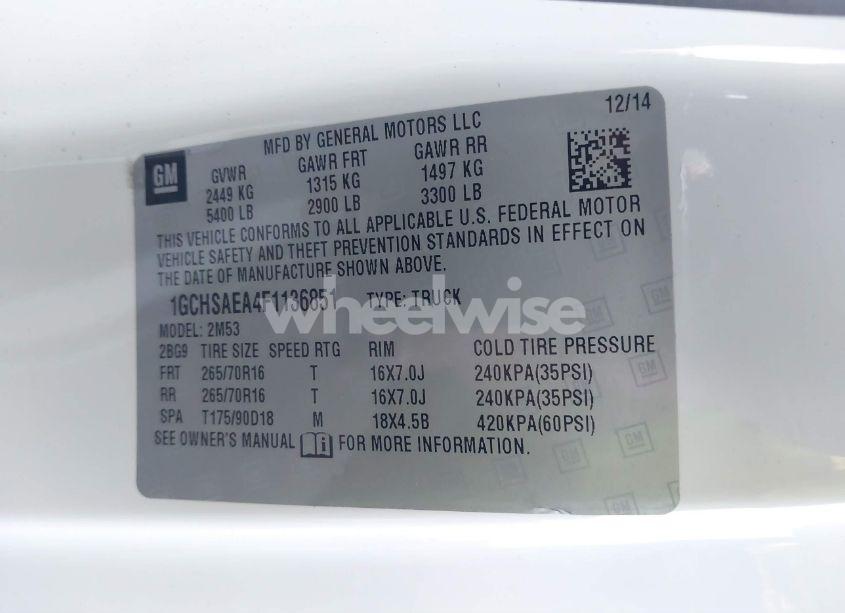 12/14
MFD BY GENERAL MOTORS LLC
GM
GVWR GAWR FRT GAWR RR
2449 KG 1315 KG 1497 KG
5400 LB 2900 LB 3300 LB
THIS VEHICLE CONFORMS TO ALL APPLICABLE U.S. FEDERAL MOTOR
VEHICLE SAFETY AND THEFT PREVENTION STANDARDS IN EFFECT ON
THE DATE OF MANUFACTURE SHOWN ABOVE.
1GCHSAEA4F1136851 TYPE: TRUCK
wheelwise
MODEL: 2M53
2BG9 TIRE SIZE SPEED RTG RIM COLD TIRE PRESSURE
FRT 265/70R16 T 16X7.0J 240KPA(35PSI)
RR 265/70R16 T 16X7.0J 240KPA(35PSI)
SPA T175/90D18 M 18X4.5B 420KPA(60PSI)
SEE OWNER'S MANUAL FOR MORE INFORMATION.